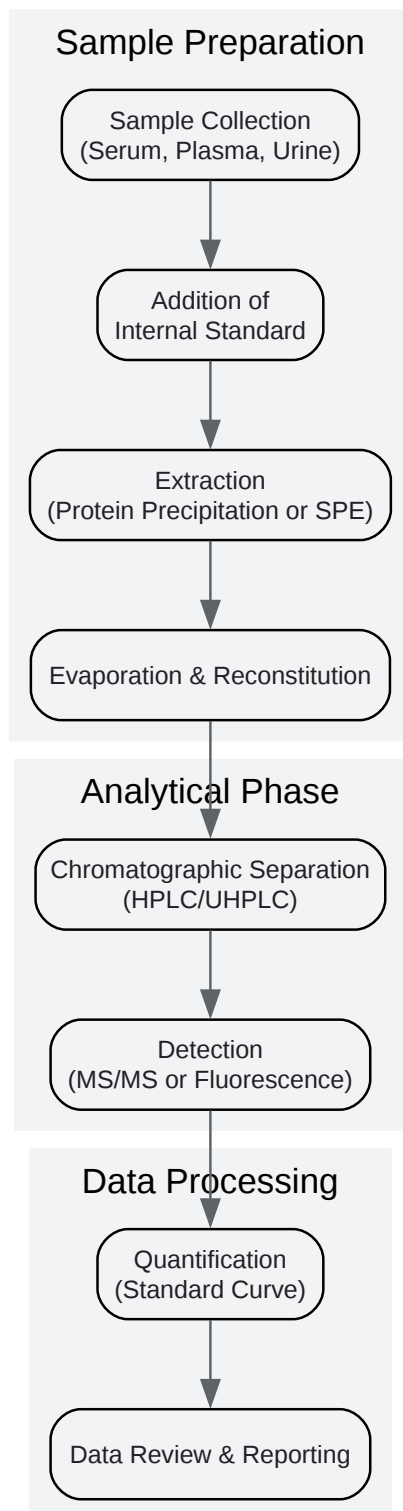 Sample Preparation
Sample Collection
(Serum, Plasma, Urine)
Addition of
Internal Standard
Extraction
(Protein Precipitation or SPE)
Evaporation & Reconstitution
Analytical Phase
Chromatographic Separation
(HPLC/UHPLC)
Detection
(MS/MS or Fluorescence)
Data Processing
Quantification
(Standard Curve)
Data Review & Reporting